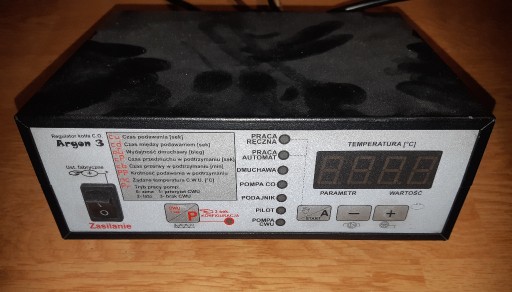 Regulator kotła C.O.
Argon 3
Ust. fabryczne
Zasilanie
Czas podawania [sek]
Czas między podawaniem [sek]
Wydajność dmuchawy [bieg]
Czas przedmuchu w podtrzymaniu [sek]
Czas przerwy w podtrzymaniu [min]
Krotność podawania w podtrzymaniu
Zadana temperatura C.W.U. [°C]
Tryb pracy pomp:
P
KONFIGURACJA
PRACA
RĘCZNA
PRACA
AUTOMAT
DMUCHAWA
POMPA CO
PODAJNIK
PILOT
POMPA
CWU
TEMPERATURA [°C]
PARAMETR
WARTOŚĆ
A
START
−
+